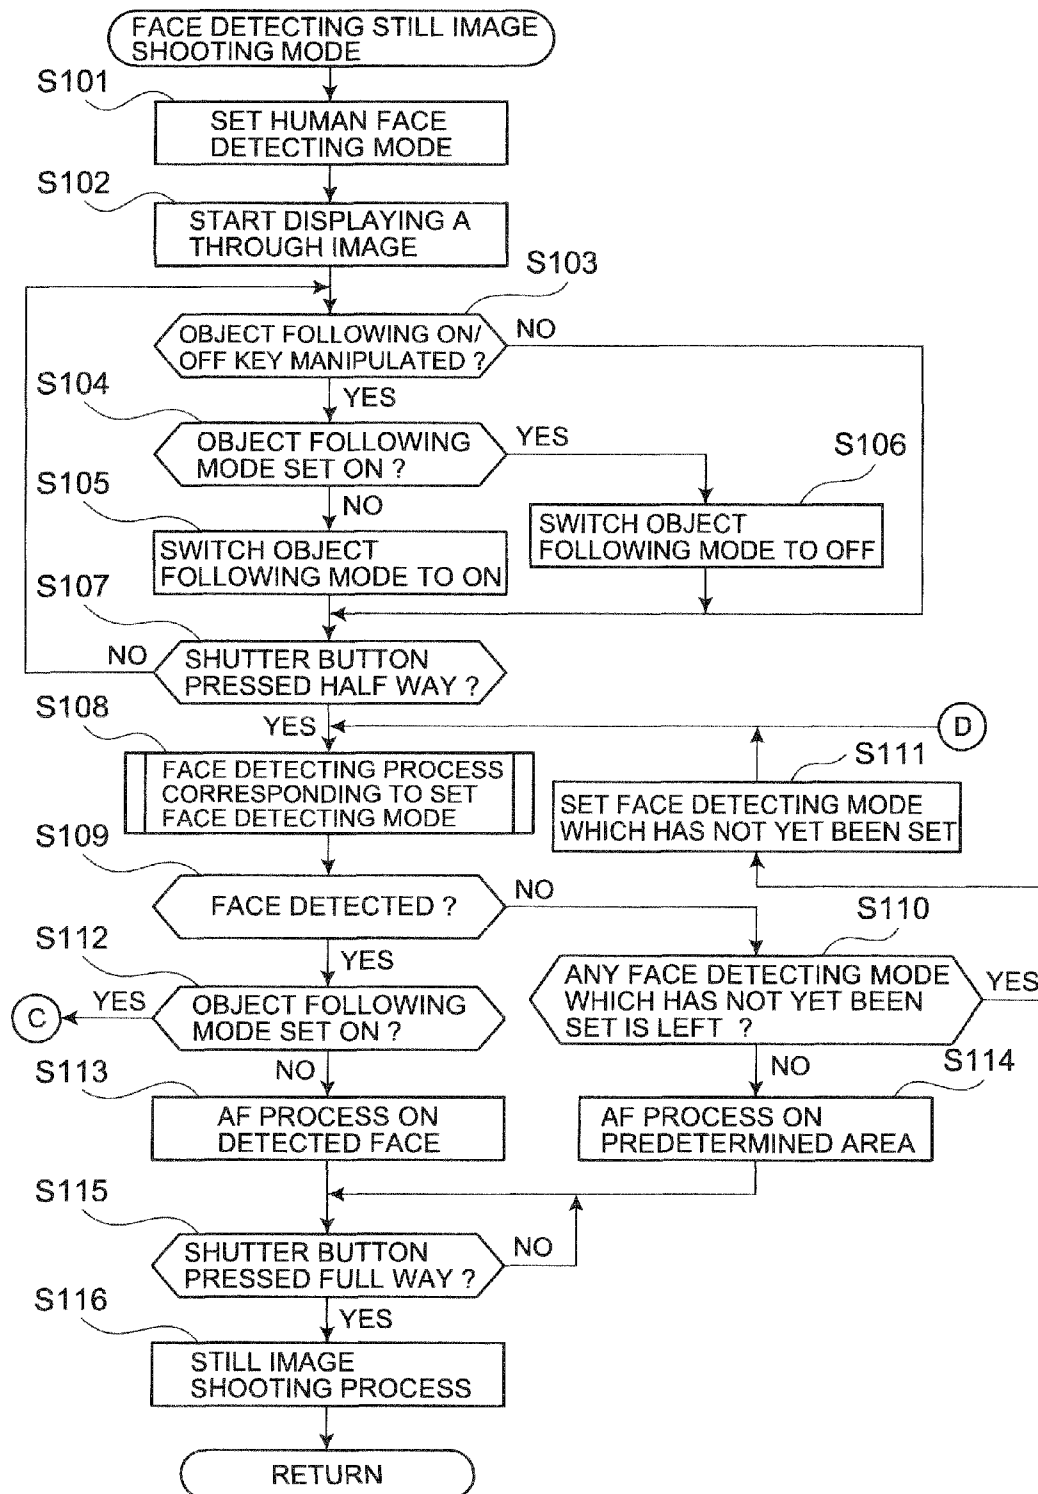 FACE DETECTING STILL IMAGE
SHOOTING MODE
S101
SET HUMAN FACE
DETECTING MODE
S102
START DISPLAYING A
THROUGH IMAGE
S103
OBJECT FOLLOWING ON/
OFF KEY MANIPULATED ?
NO
YES
S104
OBJECT FOLLOWING
MODE SET ON ?
YES
S106
S105
NO
SWITCH OBJECT
FOLLOWING MODE TO ON
SWITCH OBJECT
FOLLOWING MODE TO OFF
S107
NO
SHUTTER BUTTON
PRESSED HALF WAY ?
S108
YES
D
S111
FACE DETECTING PROCESS
CORRESPONDING TO SET
FACE DETECTING MODE
SET FACE DETECTING MODE
WHICH HAS NOT YET BEEN SET
S109
FACE DETECTED ?
NO
S110
S112
YES
ANY FACE DETECTING MODE
WHICH HAS NOT YET BEEN
SET IS LEFT ?
YES
C
YES
OBJECT FOLLOWING
MODE SET ON ?
S113
NO
NO
S114
AF PROCESS ON
DETECTED FACE
AF PROCESS ON
PREDETERMINED AREA
S115
SHUTTER BUTTON
PRESSED FULL WAY ?
NO
S116
YES
STILL IMAGE
SHOOTING PROCESS
RETURN